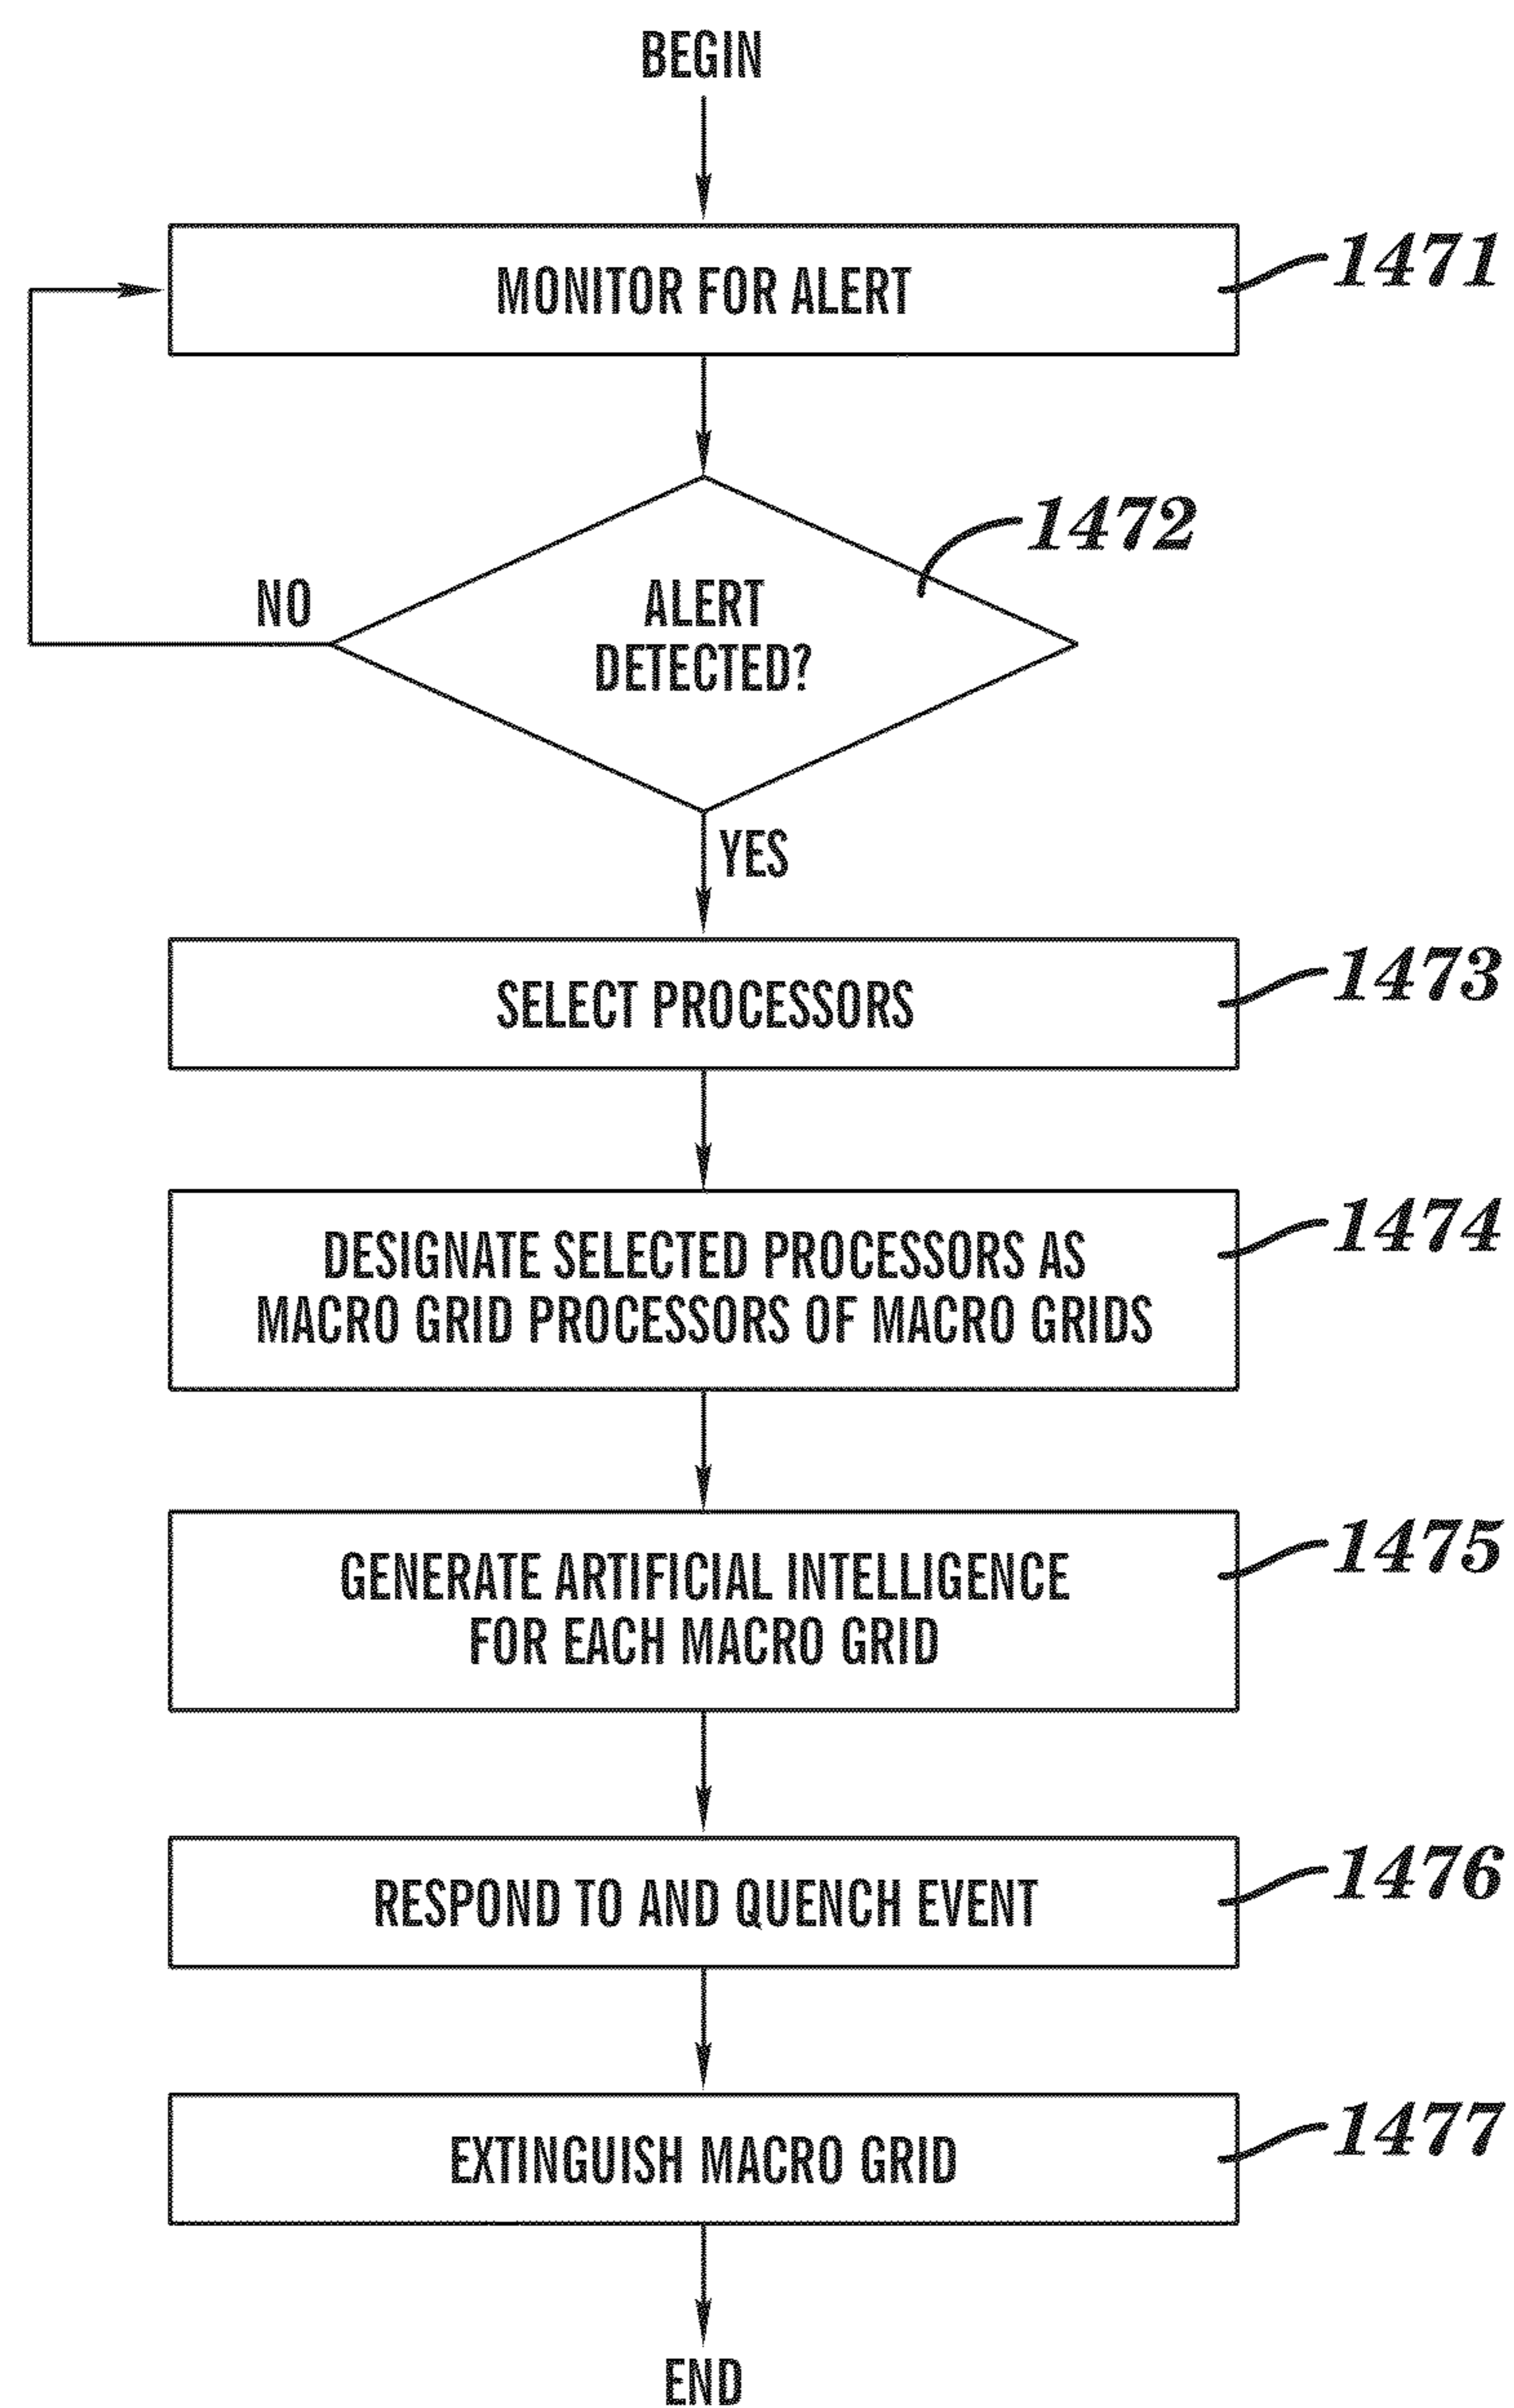 BEGIN
MONITOR FOR ALERT
1471
ALERT
DETECTED?
1472
NO
YES
SELECT PROCESSORS
1473
DESIGNATE SELECTED PROCESSORS AS
MACRO GRID PROCESSORS OF MACRO GRIDS
1474
GENERATE ARTIFICIAL INTELLIGENCE
FOR EACH MACRO GRID
1475
RESPOND TO AND QUENCH EVENT
1476
EXTINGUISH MACRO GRID
1477
END